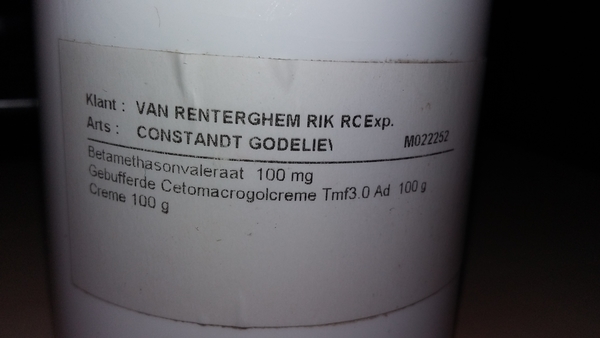 Klant : VAN RENTERGHEM RIK RCExp.
Arts : CONSTANDT GODELIEV M022252
Betamethasonvaleraat 100 mg
Gebufferde Cetomacrogolcreme Tmf3.0 Ad 100 g
Creme 100 g